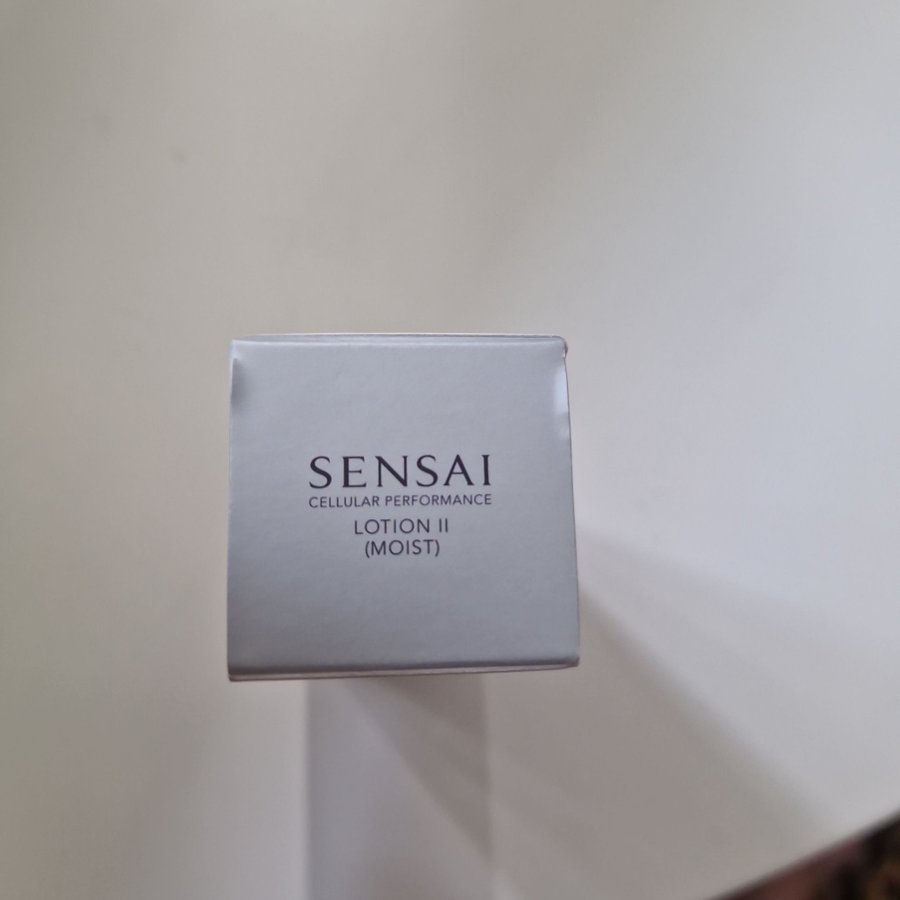 SENSAI
CELLULAR PERFORMANCE
LOTION II
(MOIST)